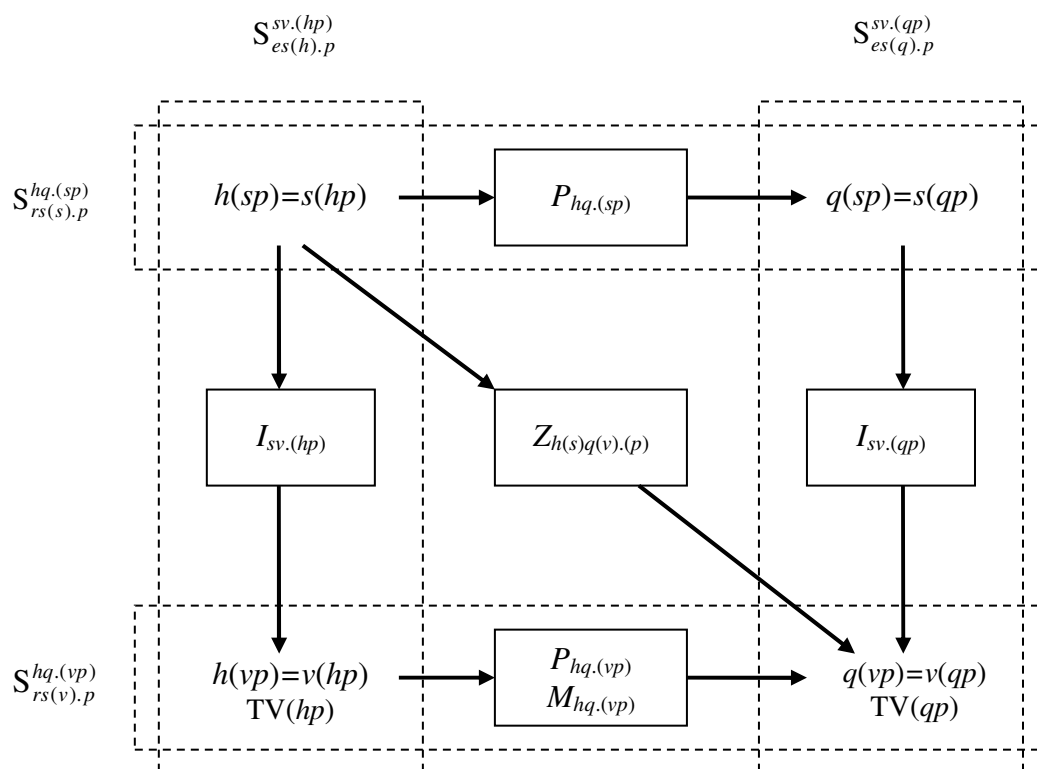 S^{sv.(hp)}_{es(h).p} S^{sv.(qp)}_{es(q).p}
S^{hq.(sp)}_{rs(s).p} h(sp)=s(hp) P_{hq.(sp)} q(sp)=s(qp)
I_{sv.(hp)} Z_{h(s)q(v).(p)} I_{sv.(qp)}
S^{hq.(vp)}_{rs(v).p} h(vp)=v(hp) P_{hq.(vp)} q(vp)=v(qp)
TV(hp) M_{hq.(vp)} TV(qp)